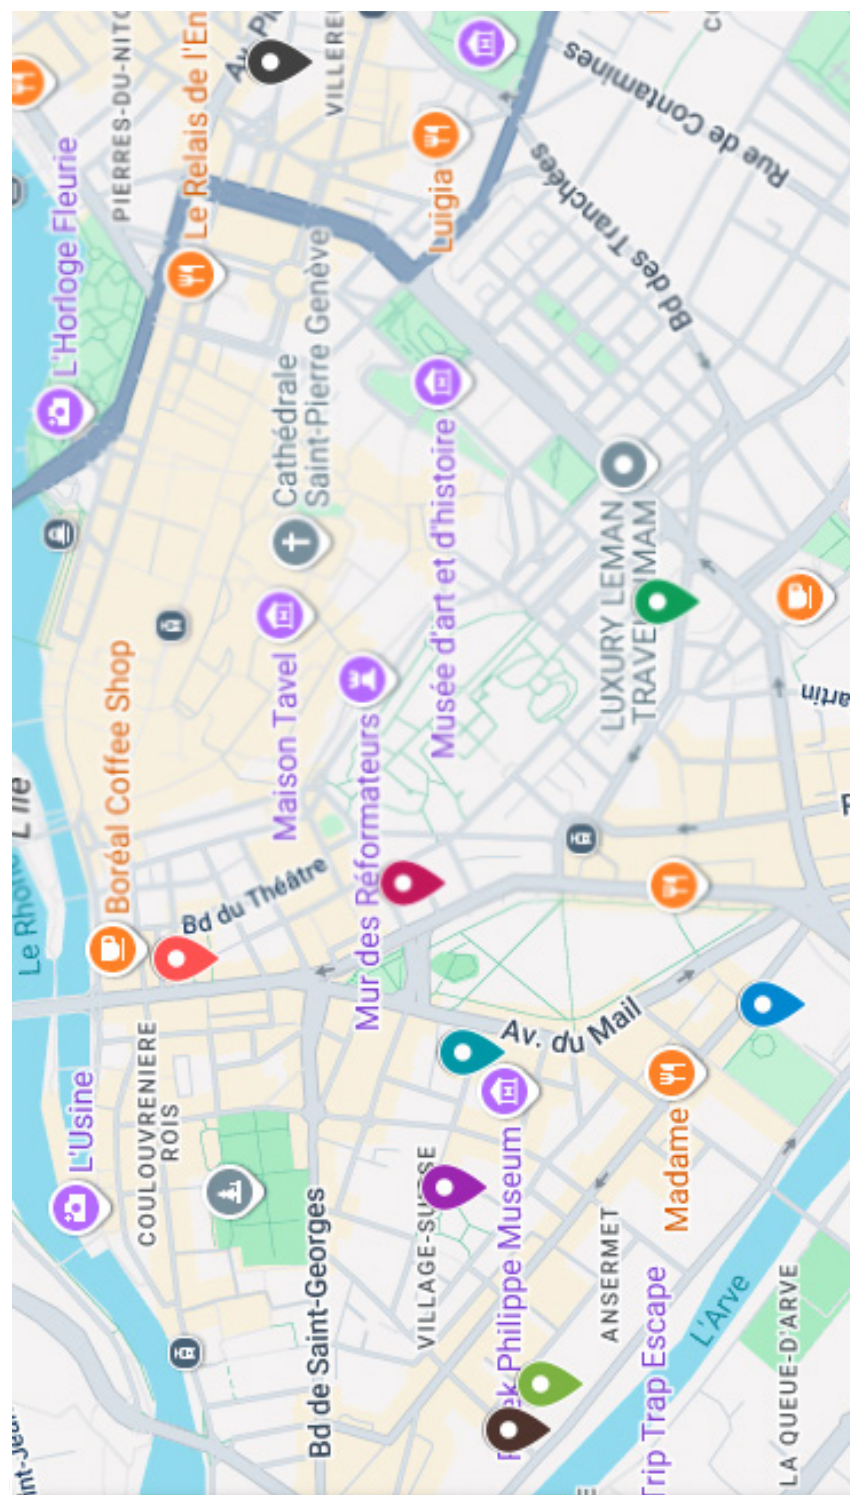 L'Île
Le Rhône
L'Horloge Fleurie
L'Usine
Boréal Coffee Shop
PIERRES-DU-NITO
COULOUVRENIERE
ROIS
Le Relais de l'En
Bd du Théâtre
Cathédrale
Saint-Pierre Genève
Maison Tavel
Bd de Saint-Georges
VILLEREU
Mur des Réformateurs
Luigia
Musée d'art et d'histoire
VILLAGE-SUISSE
Philippe Museum
Av. du Mail
Rue de Contamines
Bd des Tranchées
LUXURY LEMAN
TRAVEL IMAM
ANSERMET
Trip Trap Escape
Madame
L'Arve
LA QUEUE-D'ARVE
artin